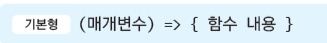 기본형 (매개변수) => { 함수 내용 }